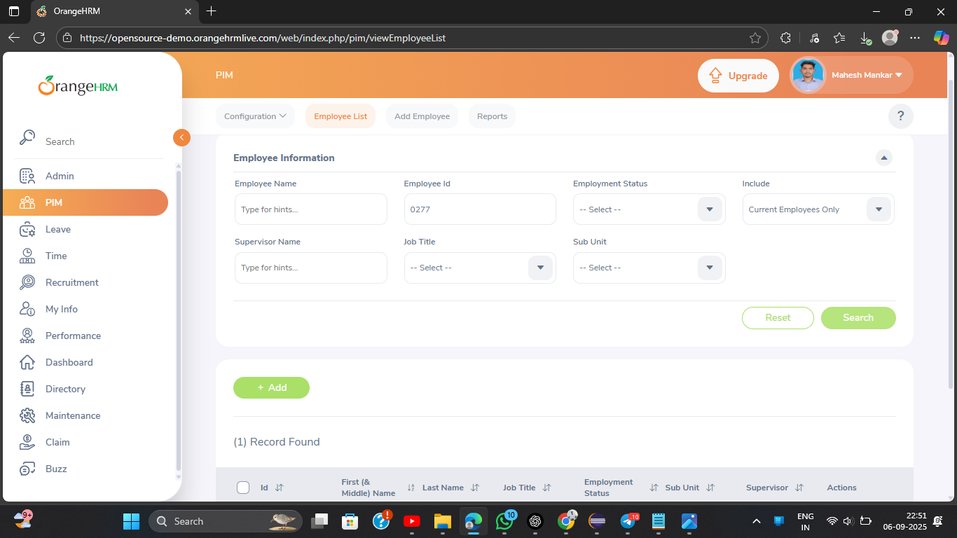 OrangeHRM
https://opensource-demo.orangehrmlive.com/web/index.php/pim/viewEmployeeList
OrangeHRM
PIM
Upgrade
Mahesh Mankar
Configuration
Employee List
Add Employee
Reports
?
Search
Admin
PIM
Leave
Time
Recruitment
My Info
Performance
Dashboard
Directory
Maintenance
Claim
Buzz
Employee Information
Employee Name
Employee Id
Employment Status
Include
Type for hints...
0277
-- Select --
Current Employees Only
Supervisor Name
Job Title
Sub Unit
Type for hints...
-- Select --
-- Select --
Reset
Search
+ Add
(1) Record Found
Id
First (& Middle) Name
Last Name
Job Title
Employment Status
Sub Unit
Supervisor
Actions
9+
Search
10
ENG
IN
22:51
06-09-2025